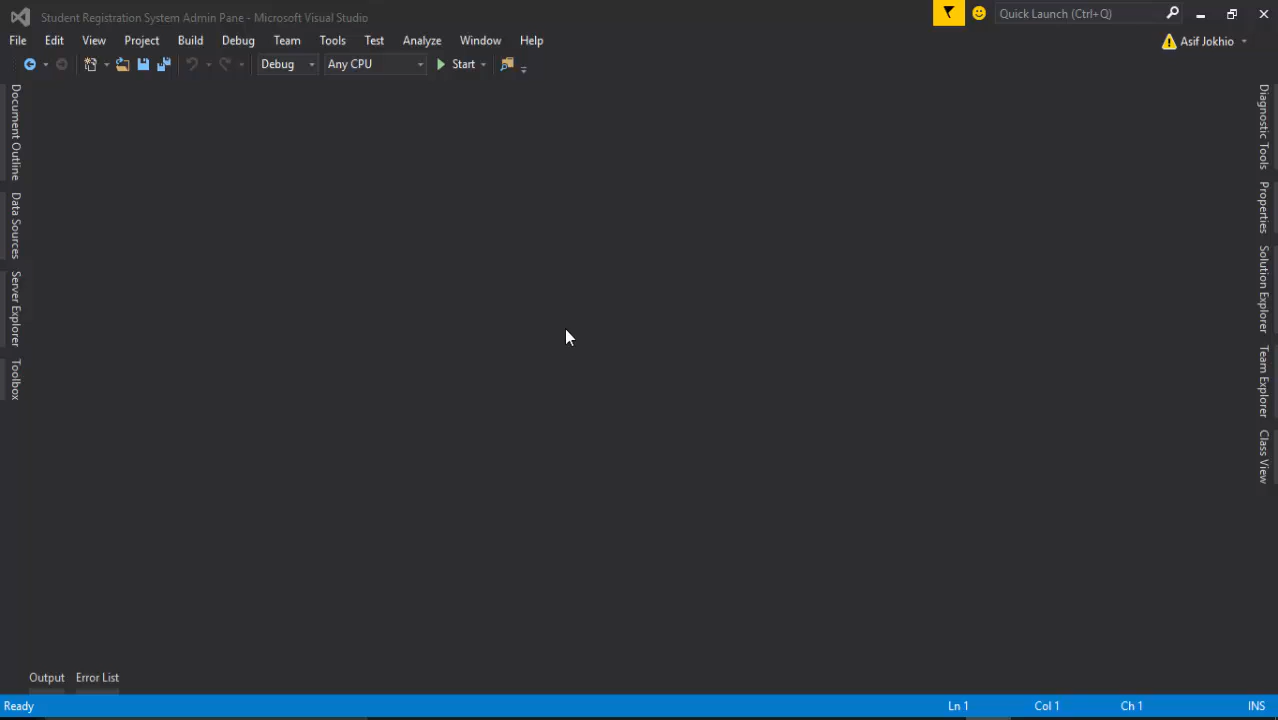 Student Registration System Admin Pane - Microsoft Visual Studio
Quick Launch (Ctrl+Q)
File Edit View Project Build Debug Team Tools Test Analyze Window Help
Asif Jokhio
Debug Any CPU Start
Document Outline
Data Sources
Server Explorer
Toolbox
Diagnostic Tools
Properties
Solution Explorer
Team Explorer
Class View
Output Error List
Ready Ln 1 Col 1 Ch 1 INS